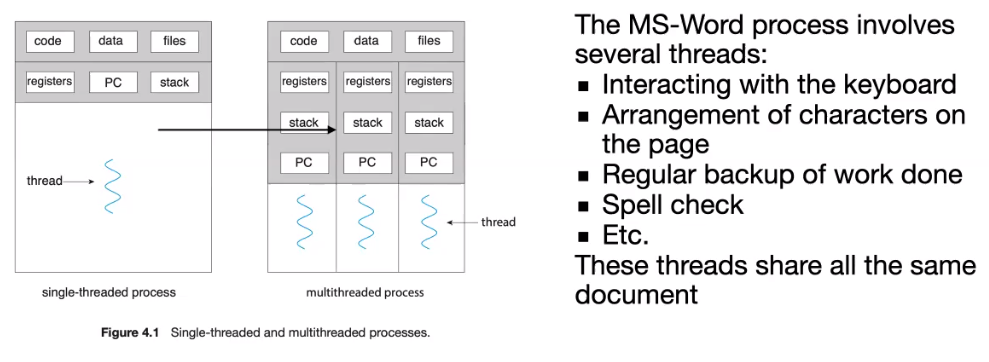 code data files
registers PC stack
thread
single-threaded process
code data files
registers registers registers
stack stack stack
PC PC PC
thread
multithreaded process
Figure 4.1 Single-threaded and multithreaded processes.
The MS-Word process involves
several threads:
▪ Interacting with the keyboard
▪ Arrangement of characters on
the page
▪ Regular backup of work done
▪ Spell check
▪ Etc.
These threads share all the same
document